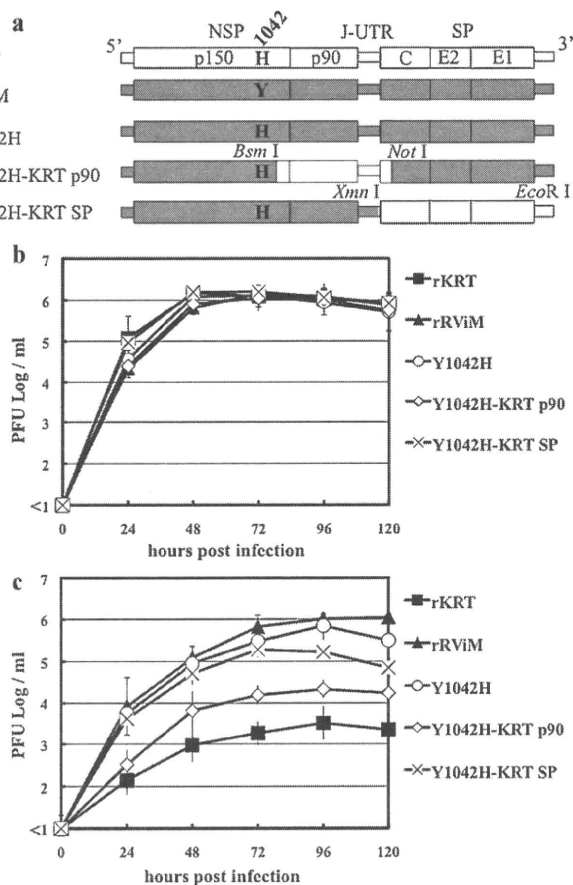 a
NSP 1042 J-UTR SP
5’ 3’
p150 H p90 C E2 E1
M Y
2H H
Bsm I Not I
2H-KRT p90 H
Xmn I EcoR I
2H-KRT SP H
b
7
6
5
4
3
2
<1
PFU Log / ml
0 24 48 72 96 120
hours post infection
rKRT
rRViM
Y1042H
Y1042H-KRT p90
Y1042H-KRT SP
c
7
6
5
4
3
2
<1
PFU Log / ml
0 24 48 72 96 120
hours post infection
rKRT
rRViM
Y1042H
Y1042H-KRT p90
Y1042H-KRT SP